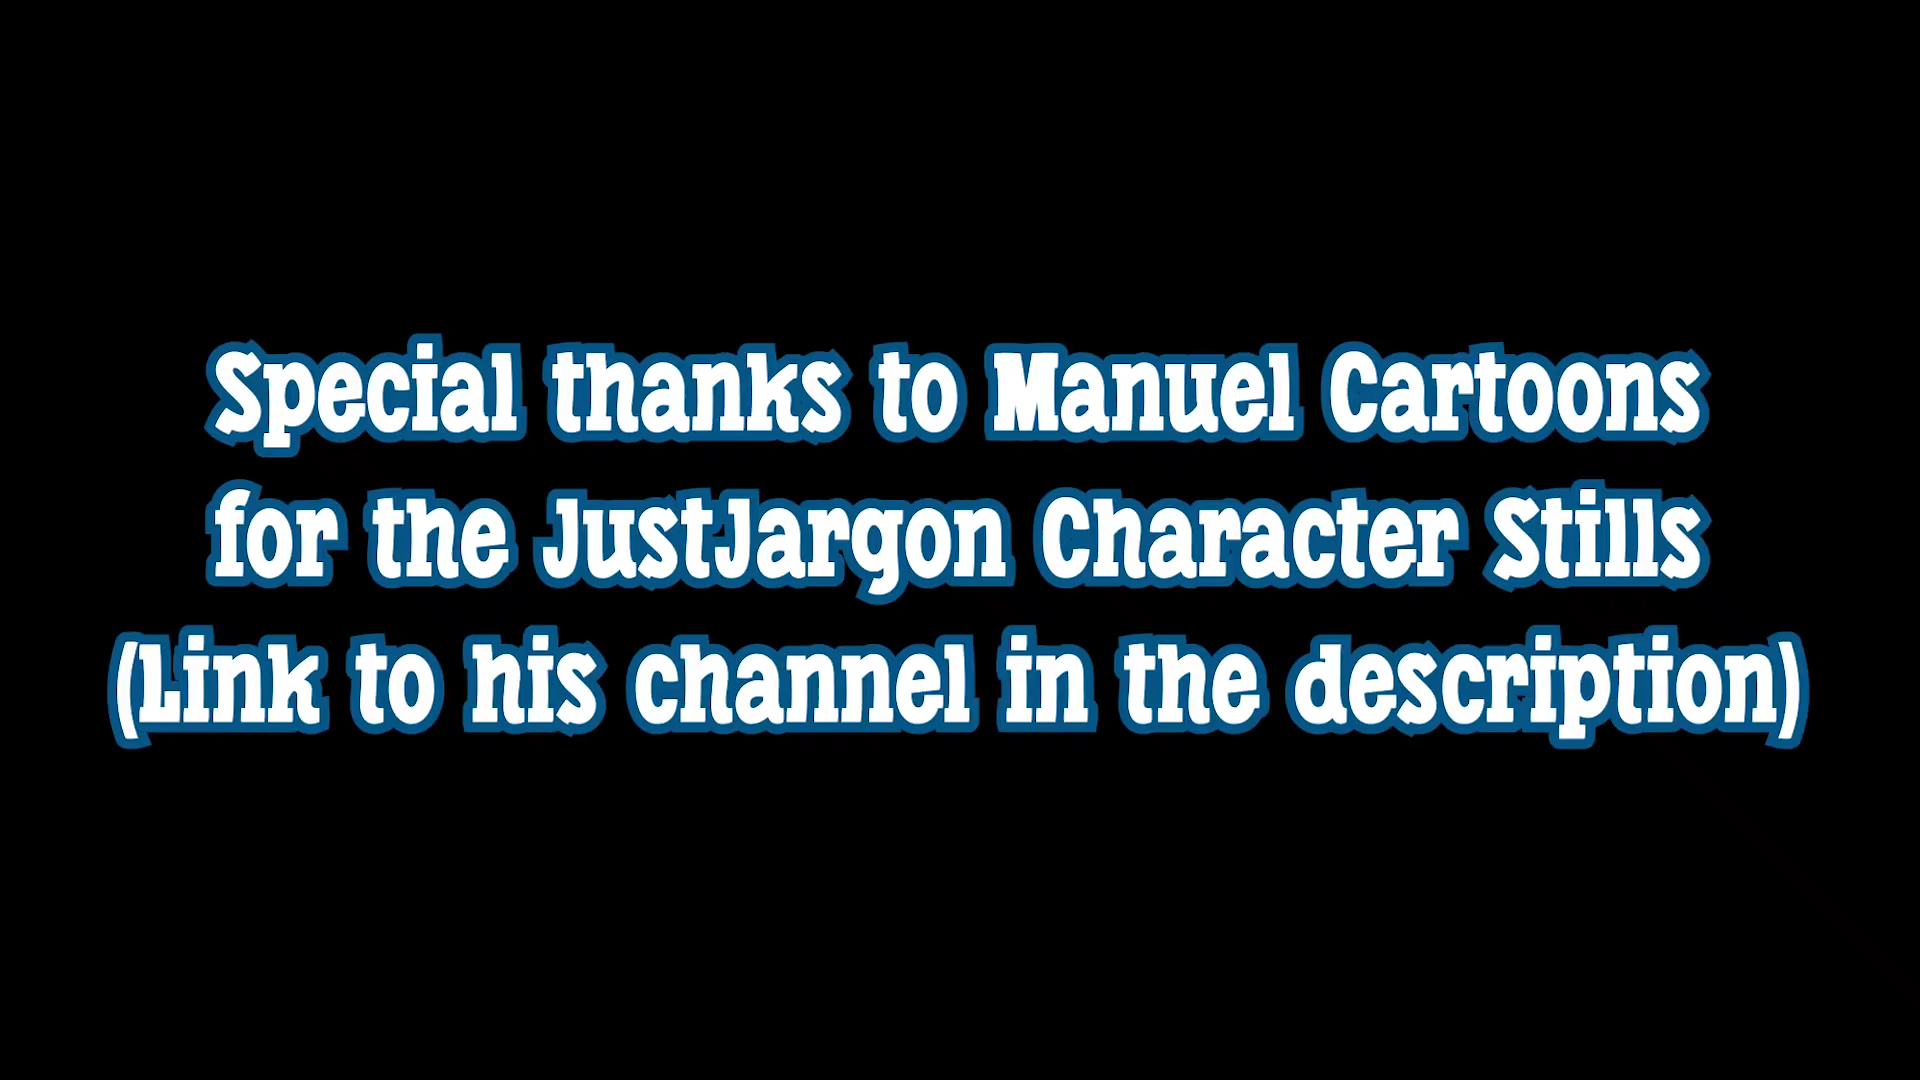 Special thanks to Manuel Cartoons
for the JustJargon Character Stills
(Link to his channel in the description)